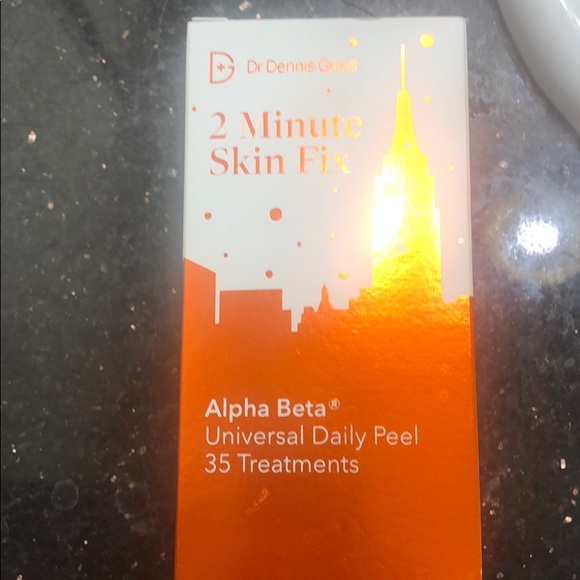 Dr Dennis Gross
2 Minute
Skin Fix
Alpha Beta®
Universal Daily Peel
35 Treatments